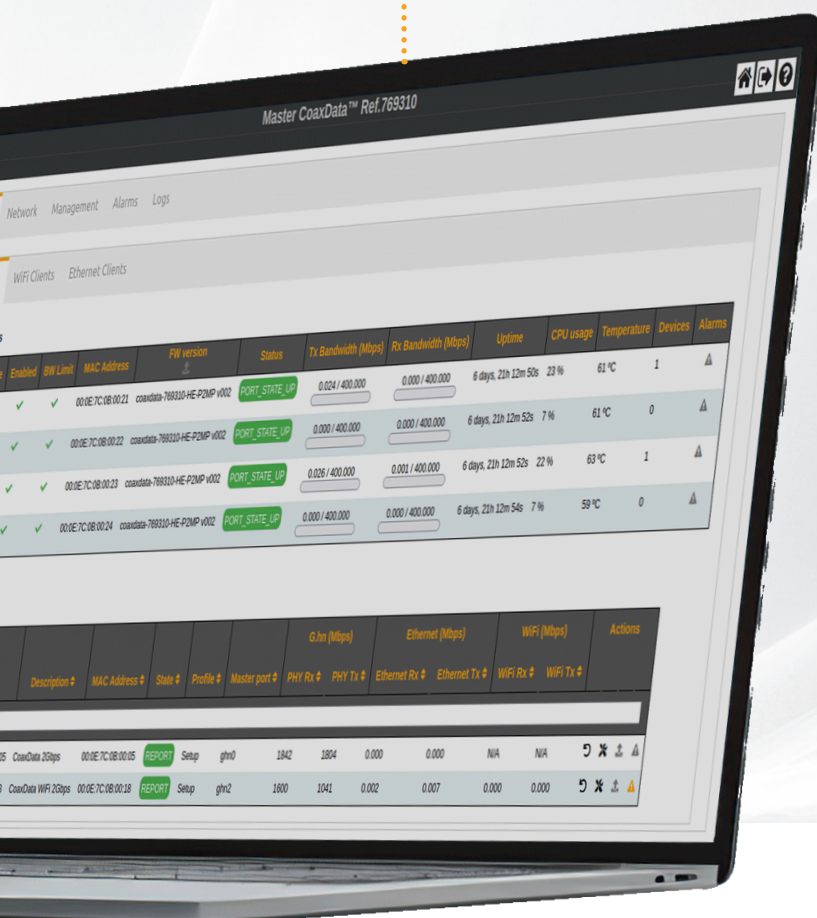 Master CoaxData™ Ref.769310
Network Management Alarms Logs
WiFi Clients Ethernet Clients
Enabled BW Limit MAC Address FW version Status Tx Bandwidth (Mbps) Rx Bandwidth (Mbps) Uptime CPU usage Temperature Devices Alarms
00:0E:7C:0B:00:21 coaxdata-769310-HE-P2MP v002 PORT_STATE_UP 0.024 / 400.000 0.000 / 400.000 6 days, 21h 12m 50s 23 % 61 ºC 1
00:0E:7C:0B:00:22 coaxdata-769310-HE-P2MP v002 PORT_STATE_UP 0.000 / 400.000 0.000 / 400.000 6 days, 21h 12m 52s 7 % 61 ºC 0
00:0E:7C:0B:00:23 coaxdata-769310-HE-P2MP v002 PORT_STATE_UP 0.026 / 400.000 0.001 / 400.000 6 days, 21h 12m 52s 22 % 63 ºC 1
00:0E:7C:0B:00:24 coaxdata-769310-HE-P2MP v002 PORT_STATE_UP 0.000 / 400.000 0.000 / 400.000 6 days, 21h 12m 54s 7 % 59 ºC 0
G.hn (Mbps) Ethernet (Mbps) WiFi (Mbps) Actions
Description MAC Address State Profile Master port PHY Rx PHY Tx Ethernet Rx Ethernet Tx WiFi Rx WiFi Tx
05 CoaxData 2Gbps 00:0E:7C:0B:00:05 REPORT Setup ghn0 1842 1804 0.000 0.000 N/A N/A
CoaxData WiFi 2Gbps 00:0E:7C:0B:00:18 REPORT Setup ghn2 1600 1041 0.002 0.007 0.000 0.000